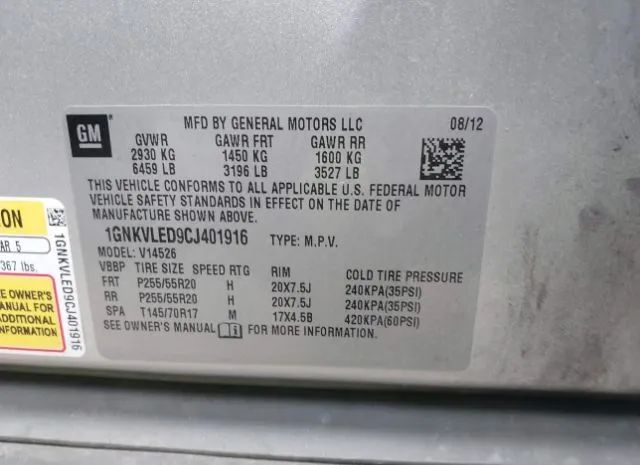 GM
MFD BY GENERAL MOTORS LLC 08/12
GVWR GAWR FRT GAWR RR
2930 KG 1450 KG 1600 KG
6459 LB 3196 LB 3527 LB
THIS VEHICLE CONFORMS TO ALL APPLICABLE U.S. FEDERAL MOTOR
VEHICLE SAFETY STANDARDS IN EFFECT ON THE DATE OF
MANUFACTURE SHOWN ABOVE.
1GNKVLED9CJ401916 TYPE: M.P.V.
MODEL: V14526
VBBP TIRE SIZE SPEED RTG RIM COLD TIRE PRESSURE
FRT P255/55R20 H 20X7.5J 240KPA(35PSI)
RR P255/55R20 H 20X7.5J 240KPA(35PSI)
SPA T145/70R17 M 17X4.5B 420KPA(60PSI)
SEE OWNER'S MANUAL FOR MORE INFORMATION.
ION
AR 5
367 lbs.
E OWNER'S
ANUAL FOR
ADDITIONAL
FORMATION
1GNKVLED9CJ401916